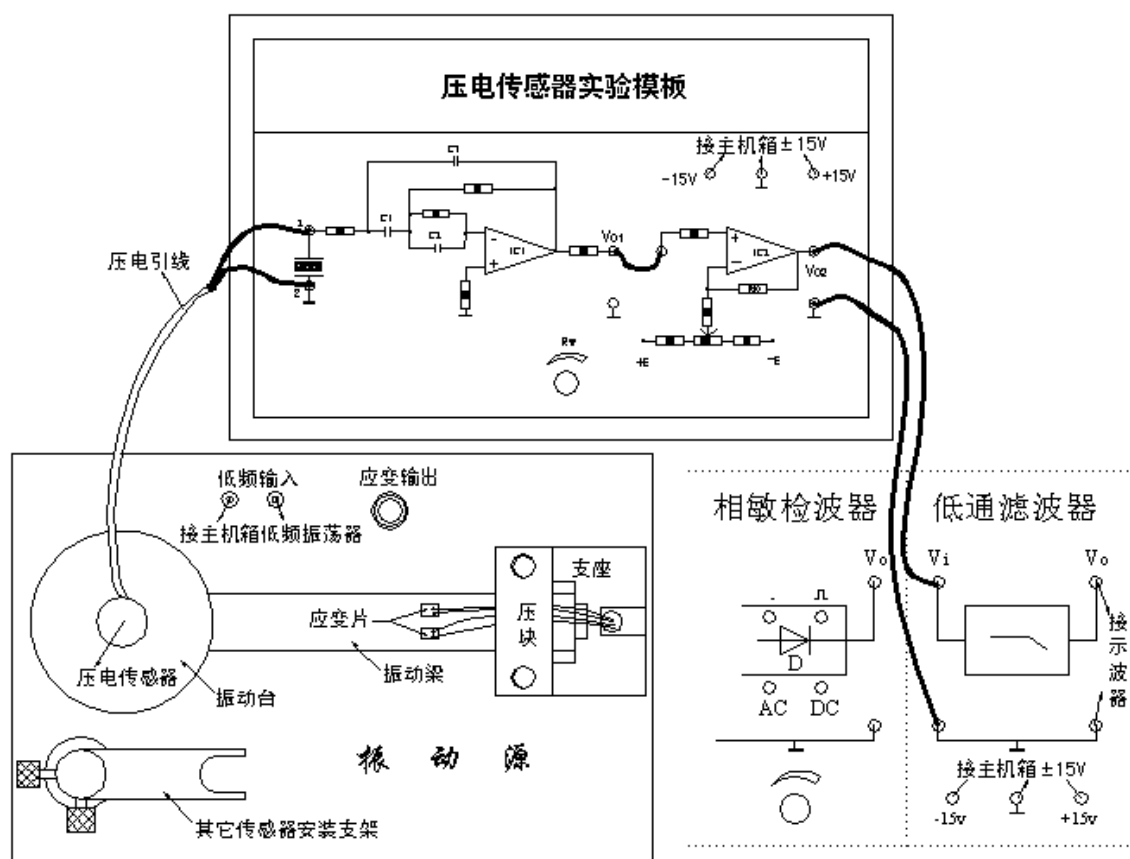 压电传感器实验模板
接主机箱±15V
-15V
+15V
C1
C2
IC1
Vo1
IC2
Vo2
1
2
压电引线
Rw
+E
-E
低频输入
应变输出
接主机箱低频振荡器
支座
应变片
压块
振动梁
压电传感器
振动台
振动源
其它传感器安装支架
相敏检波器
低通滤波器
Vo
Vi
Vo
D
AC
DC
接示波器
接主机箱±15V
-15v
+15v